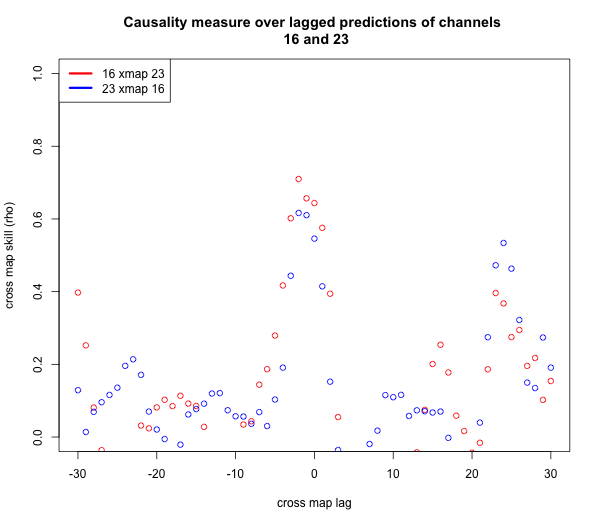 Causality measure over lagged predictions of channels
16 and 23
16 xmap 23
23 xmap 16
cross map skill (rho)
1.0
0.8
0.6
0.4
0.2
0.0
-30 -20 -10 0 10 20 30
cross map lag